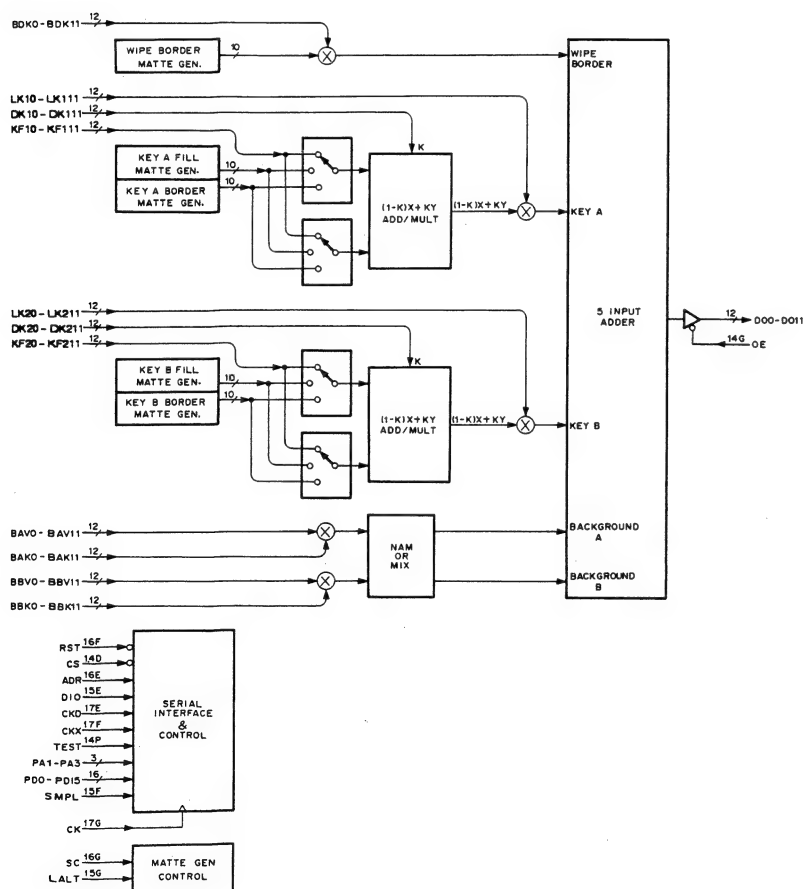 BDK0-BDK11 12
WIPE BORDER
MATTE GEN.
10
WIPE
BORDER
LK10-LK111 12
DK10-DK111 12
KF10-KF111 12
K
KEY A FILL
MATTE GEN.
10
KEY A BORDER
MATTE GEN.
10
(1-K)X+KY
ADD/MULT
(1-K)X+KY
KEY A
LK20-LK211 12
DK20-DK211 12
KF20-KF211 12
5 INPUT
ADDER
12 DO0-DO11
14G OE
K
KEY B FILL
MATTE GEN.
10
KEY B BORDER
MATTE GEN.
10
(1-K)X+KY
ADD/MULT
(1-K)X+KY
KEY B
BAV0-BAV11 12
BAK0-BAK11 12
BBV0-BBV11 12
BBK0-BBK11 12
NAM
OR
MIX
BACKGROUND
A
BACKGROUND
B
RST 16F
CS 14D
ADR 16E
DIO 15E
CKD 17E
CKX 17F
TEST 14P
PA1-PA3 3
PD0-PD15 16
SMPL 15F
SERIAL
INTERFACE
&
CONTROL
CK 17G
SC 16G
LALT 15G
MATTE GEN
CONTROL